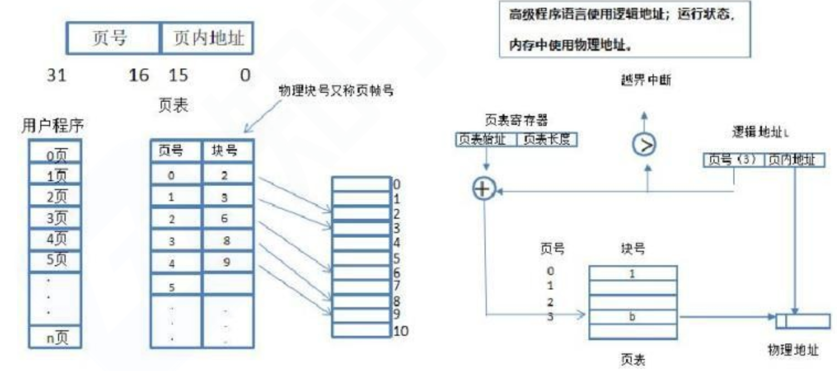 页号 页内地址
31 16 15 0
页表
物理块号又称页帧号
用户程序
0页
1页
2页
3页
4页
5页
.
.
.
n页
页号 块号
0 2
1 3
2 6
3 8
4 9
5
. .
. .
. .
0
1
2
3
4
5
6
7
8
9
10
高级程序语言使用逻辑地址；运行状态，
内存中使用物理地址。
越界中断
页表寄存器
页表始址 页表长度
>
逻辑地址L
页号（3） 页内地址
+
页号 块号
0 1
1
2
3 b
页表
物理地址